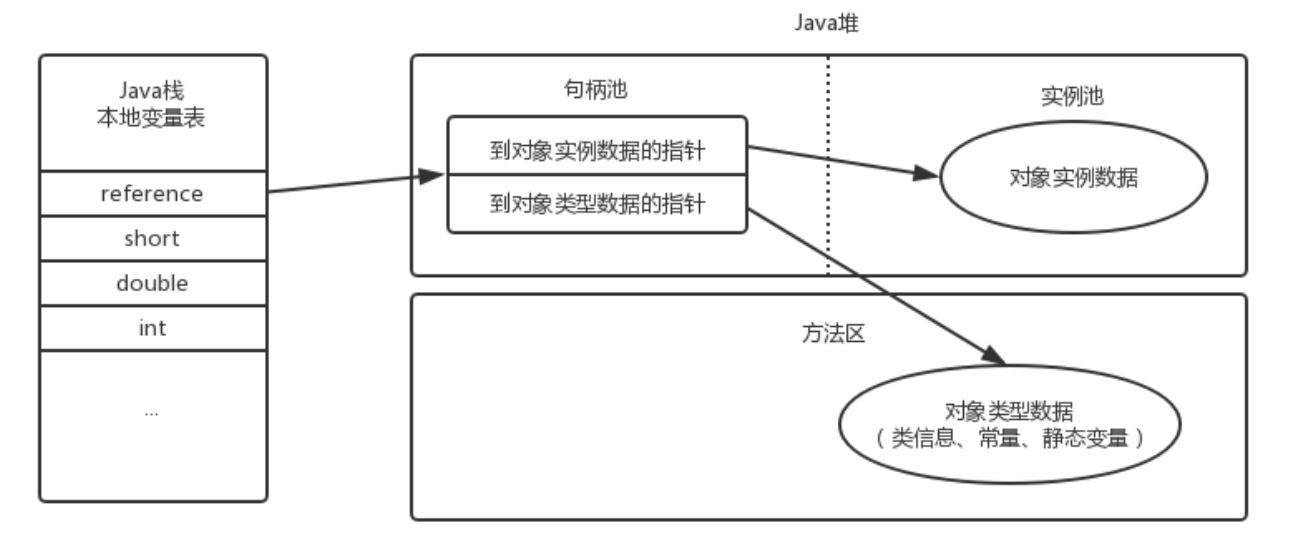 Java堆
Java栈
本地变量表
reference
short
double
int
...
句柄池
到对象实例数据的指针
到对象类型数据的指针
实例池
对象实例数据
方法区
对象类型数据
（类信息、常量、静态变量）